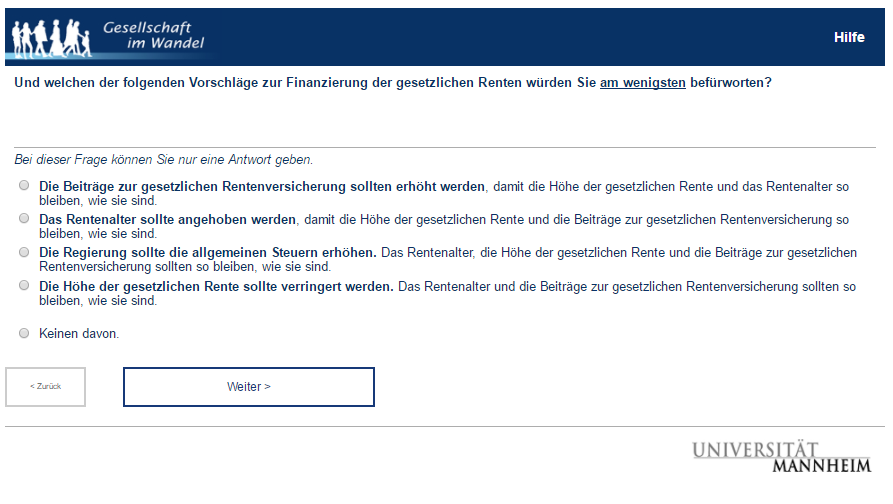 Gesellschaft
im Wandel
Hilfe
Und welchen der folgenden Vorschläge zur Finanzierung der gesetzlichen Renten würden Sie am wenigsten befürworten?
Bei dieser Frage können Sie nur eine Antwort geben.
Die Beiträge zur gesetzlichen Rentenversicherung sollten erhöht werden, damit die Höhe der gesetzlichen Rente und das Rentenalter so
bleiben, wie sie sind.
Das Rentenalter sollte angehoben werden, damit die Höhe der gesetzlichen Rente und die Beiträge zur gesetzlichen Rentenversicherung so
bleiben, wie sie sind.
Die Regierung sollte die allgemeinen Steuern erhöhen. Das Rentenalter, die Höhe der gesetzlichen Rente und die Beiträge zur gesetzlichen
Rentenversicherung sollten so bleiben, wie sie sind.
Die Höhe der gesetzlichen Rente sollte verringert werden. Das Rentenalter und die Beiträge zur gesetzlichen Rentenversicherung sollten so
bleiben, wie sie sind.
Keinen davon.
< Zurück
Weiter >
UNIVERSITÄT
MANNHEIM